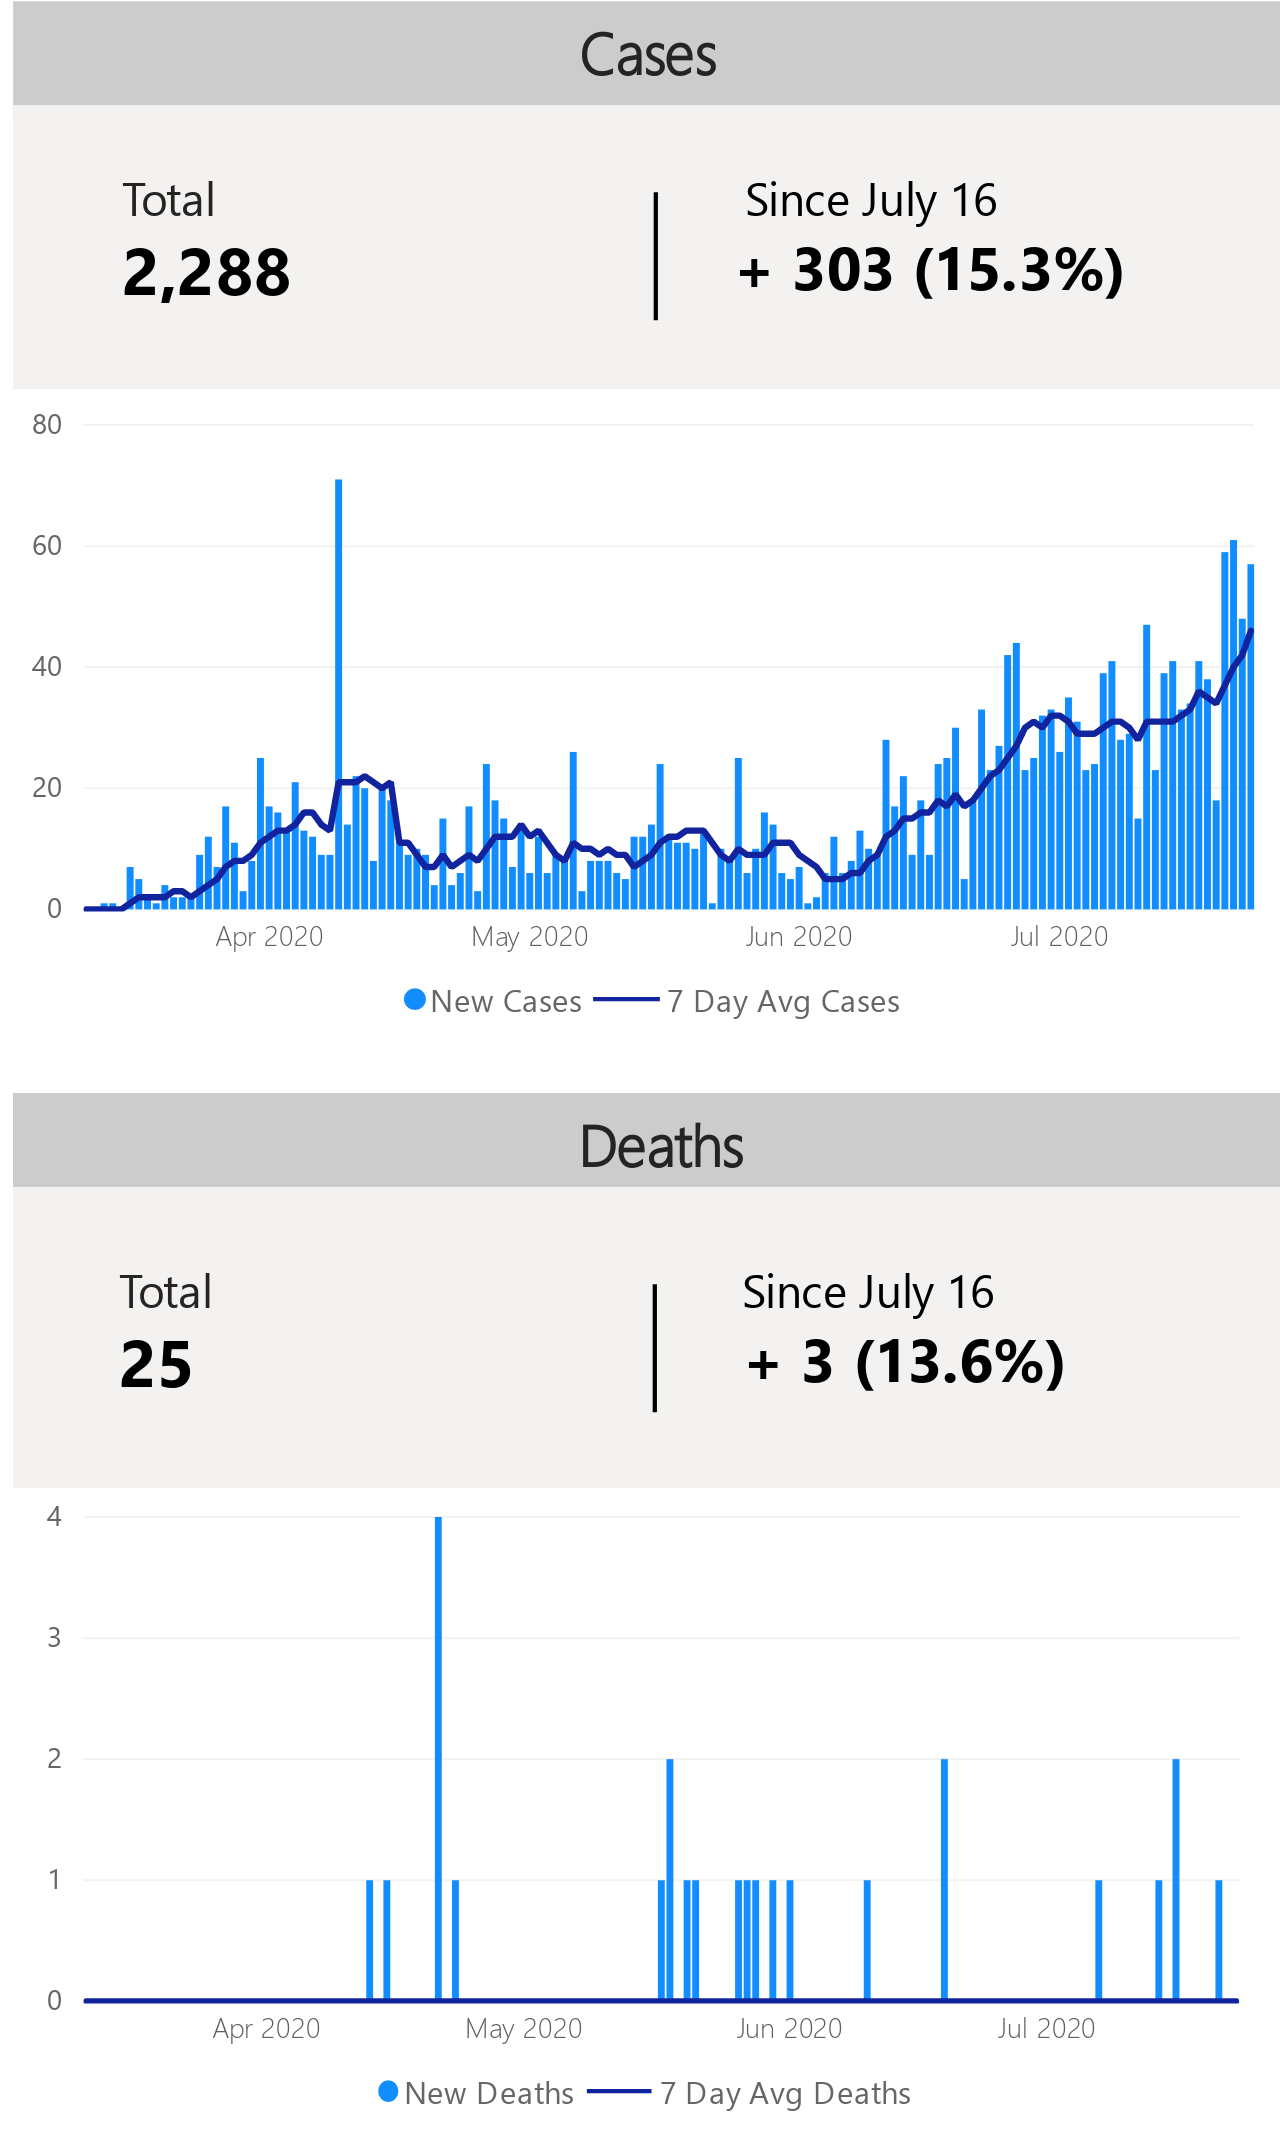 Cases
Total
Since July 16
2,288
+ 303 (15.3%)
80
60
40
20
0
Apr 2020
May 2020
Jun 2020
Jul 2020
New Cases
7 Day Avg Cases
Deaths
Total
Since July 16
25
+ 3 (13.6%)
4
3
2
1
0
Apr 2020
May 2020
Jun 2020
Jul 2020
New Deaths
7 Day Avg Deaths